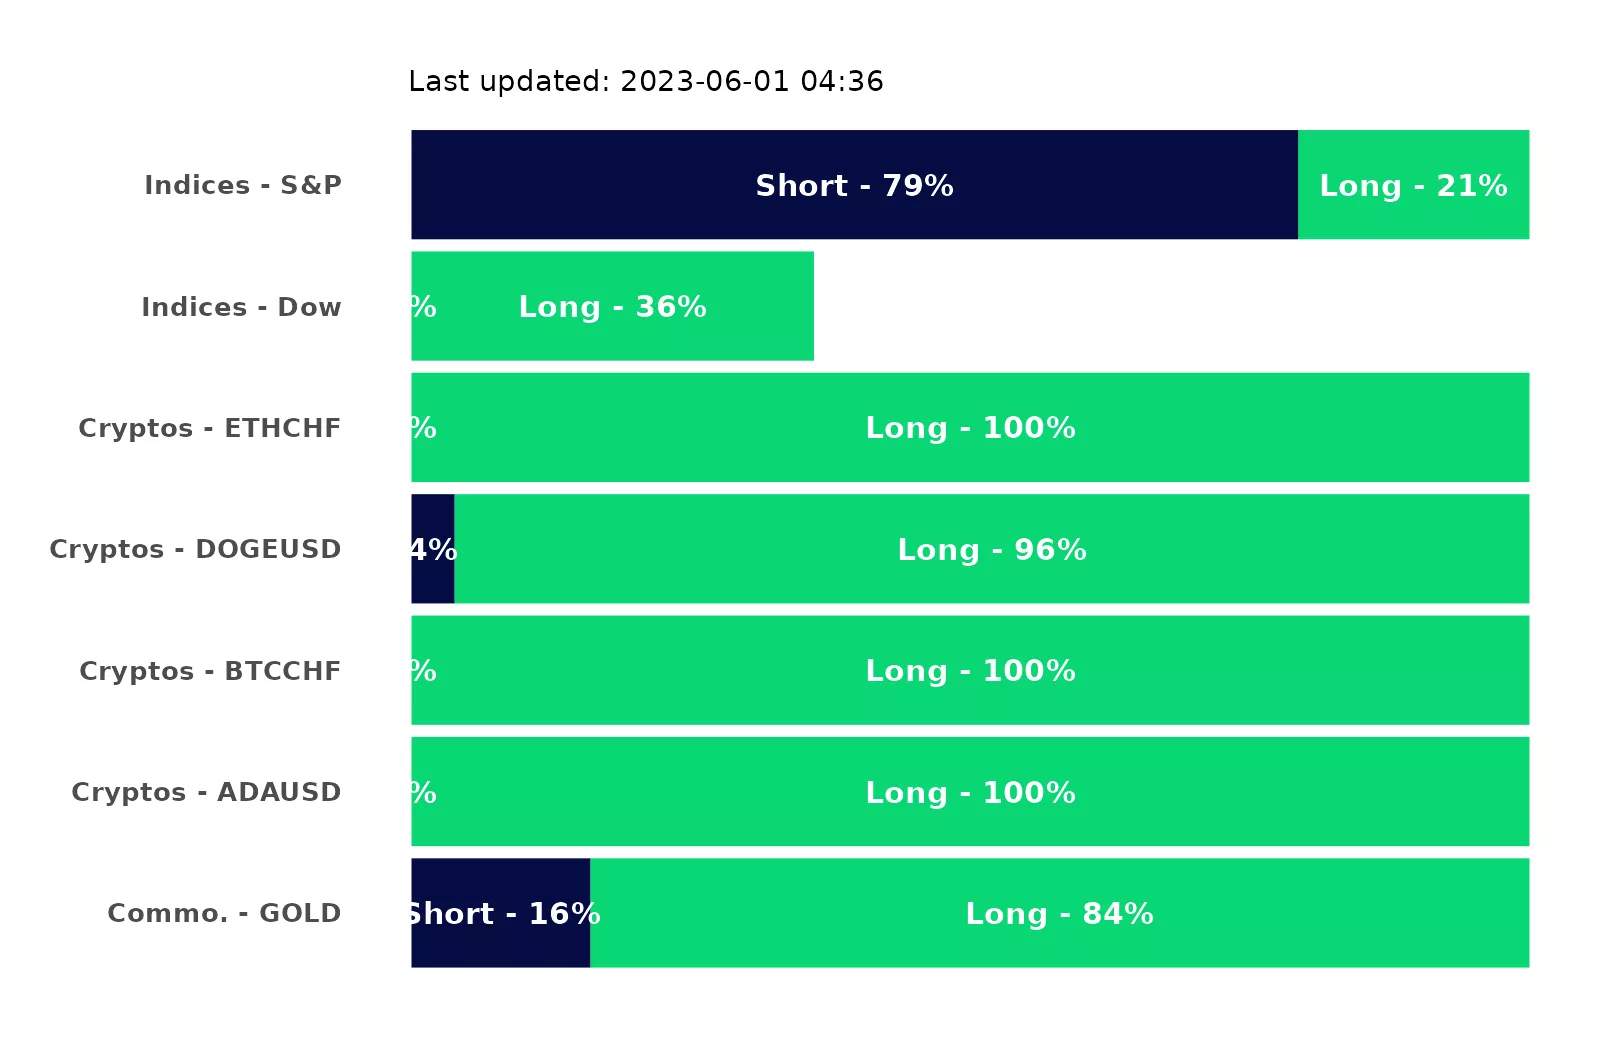 Last updated: 2023-06-01 04:36
Indices - S&P Short - 79% Long - 21%
Indices - Dow % Long - 36%
Cryptos - ETHCHF % Long - 100%
Cryptos - DOGEUSD 4% Long - 96%
Cryptos - BTCCHF % Long - 100%
Cryptos - ADAUSD % Long - 100%
Commo. - GOLD Short - 16% Long - 84%